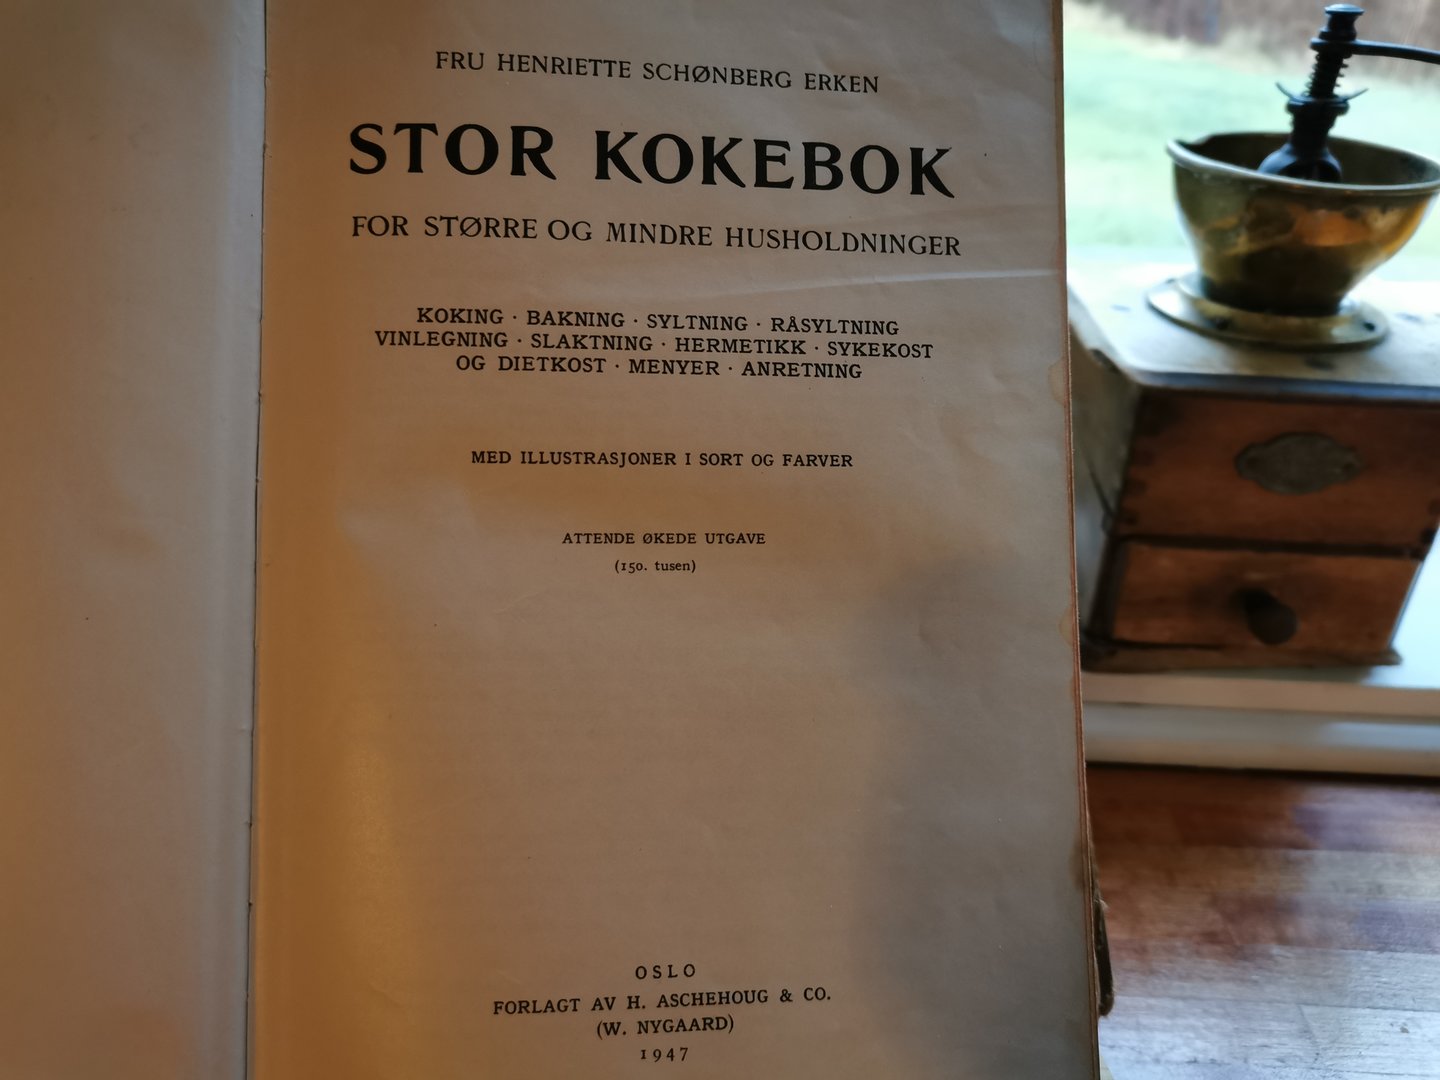 FRU HENRIETTE SCHØNBERG ERKEN
STOR KOKEBOK
FOR STØRRE OG MINDRE HUSHOLDNINGER
KOKING · BAKNING · SYLTNING · RÅSYLTNING
VINLEGNING · SLAKTNING · HERMETIKK · SYKEKOST
OG DIETKOST · MENYER · ANRETNING
MED ILLUSTRASJONER I SORT OG FARVER
ATTENDE ØKEDE UTGAVE
(150. tusen)
OSLO
FORLAGT AV H. ASCHEHOUG & CO.
(W. NYGAARD)
1947